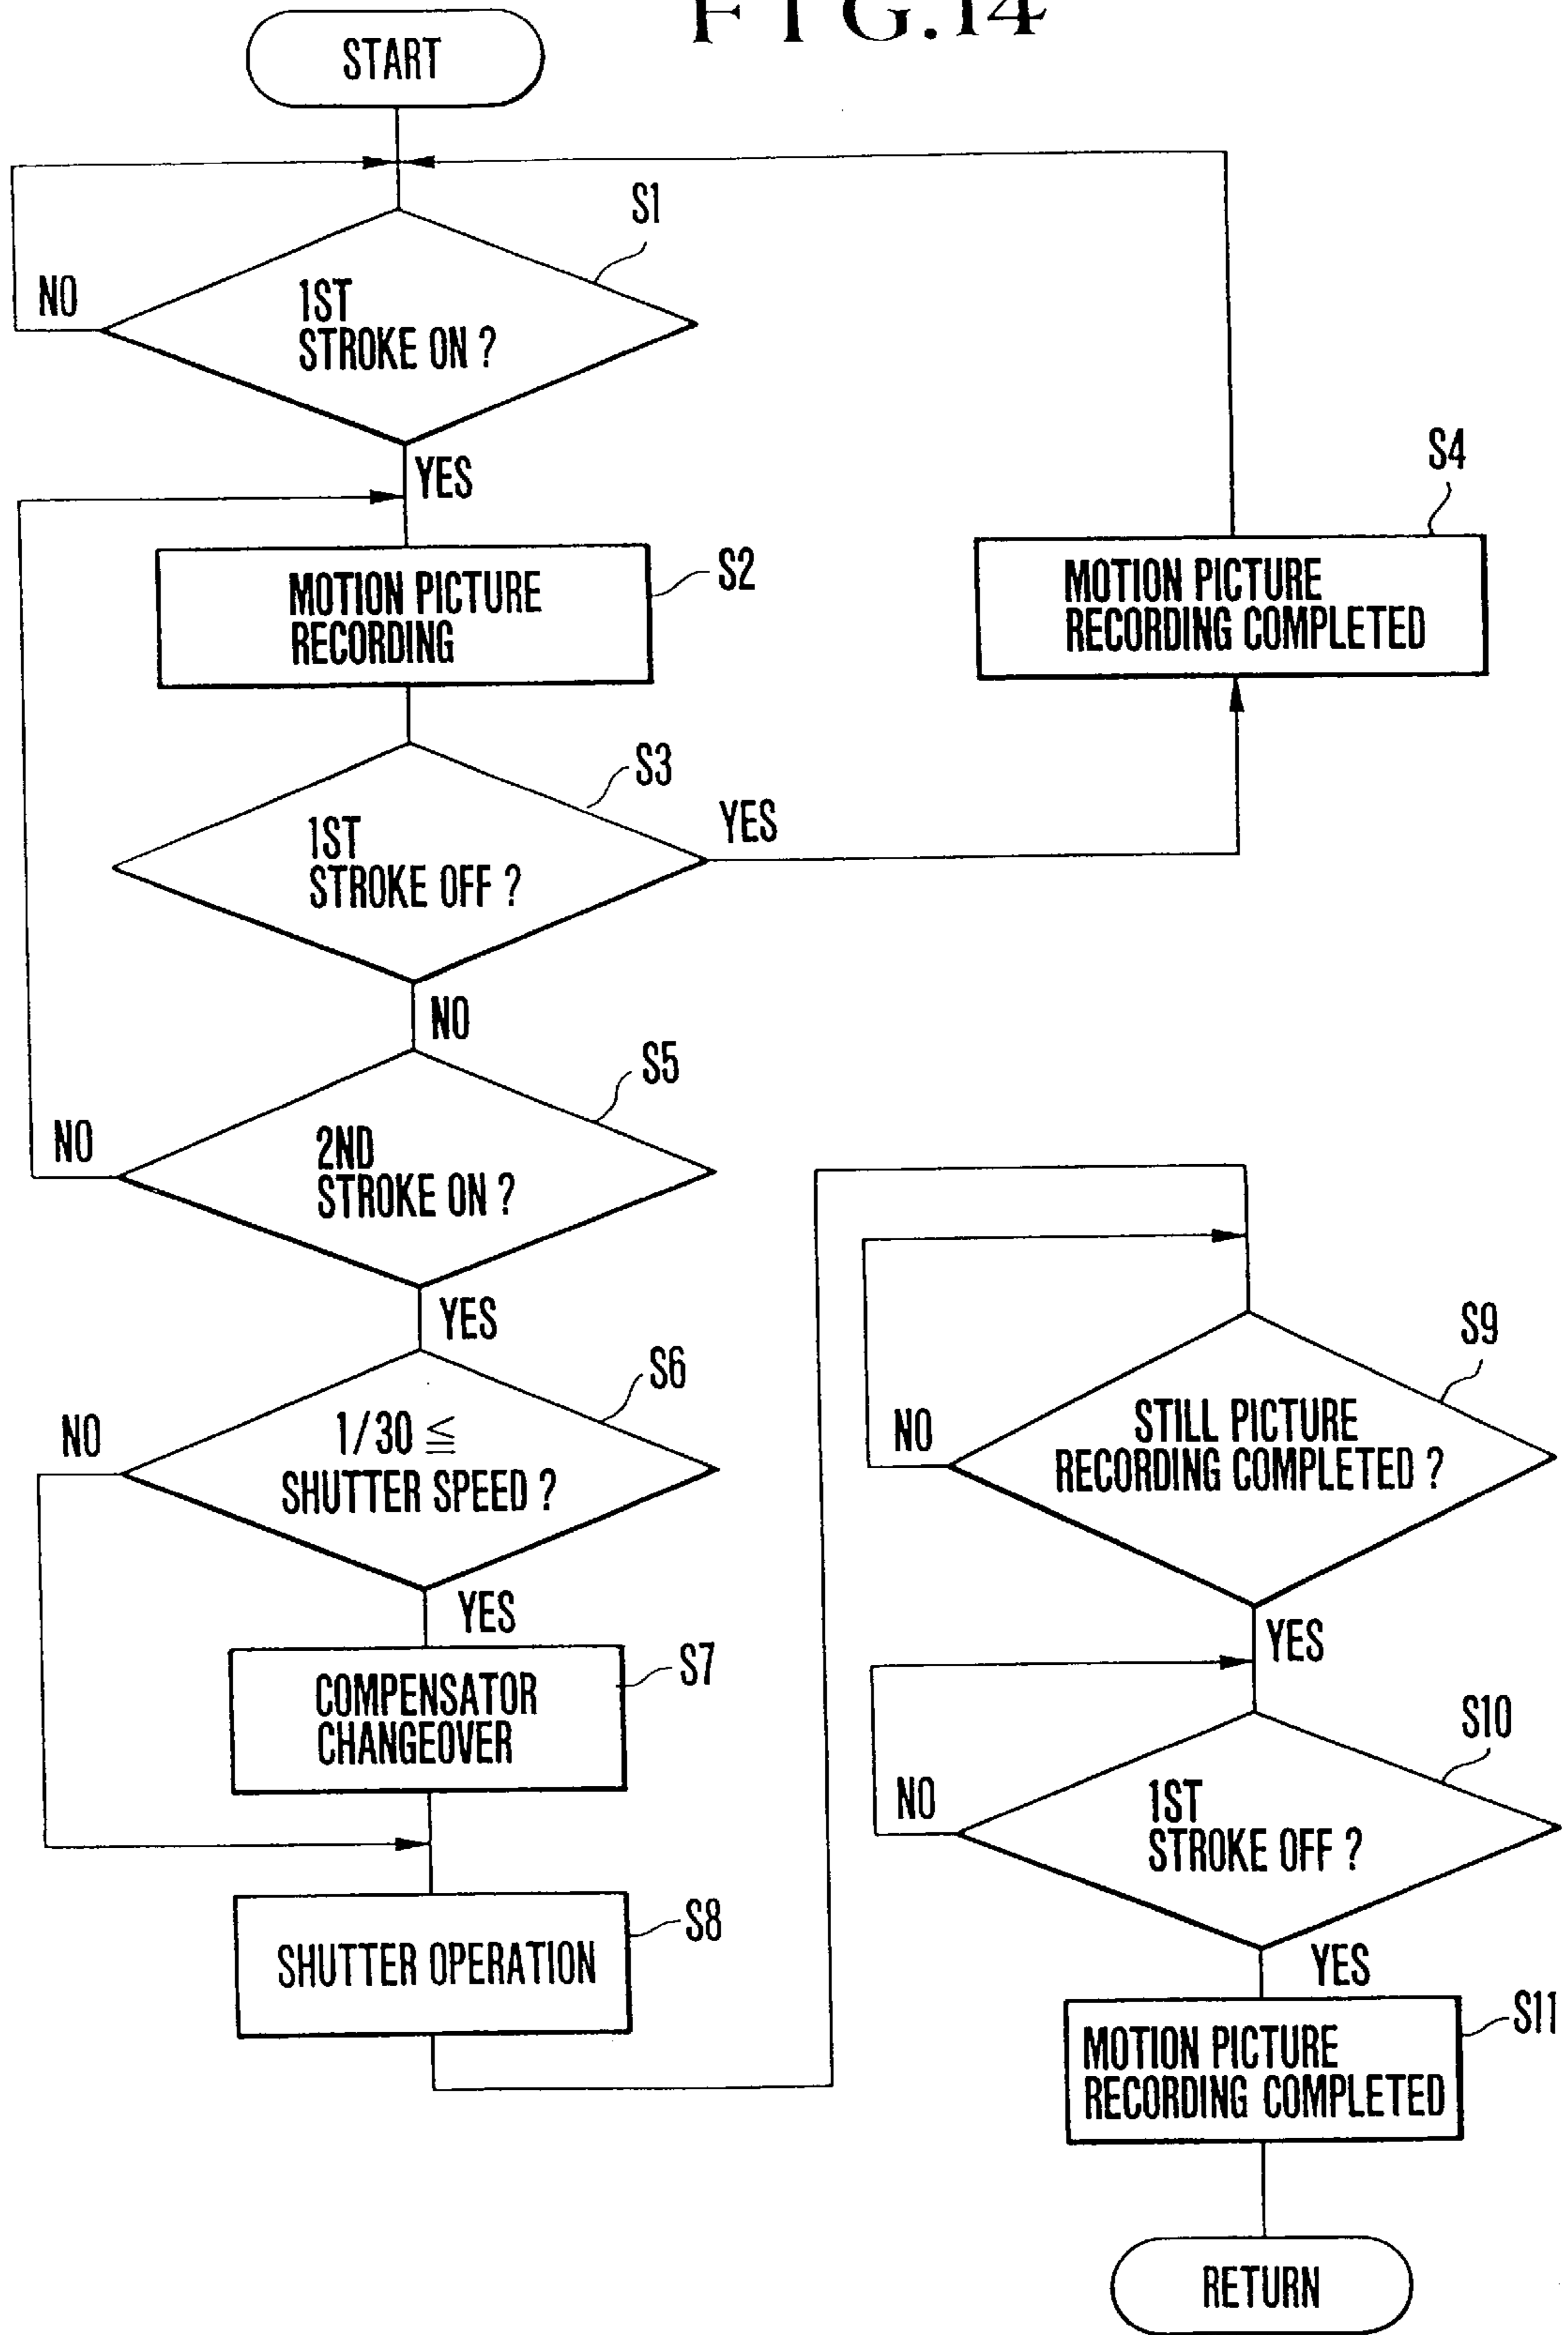 FIG.14
START
S1
NO
1ST
STROKE ON ?
YES
S2
MOTION PICTURE
RECORDING
S4
MOTION PICTURE
RECORDING COMPLETED
S3
1ST
STROKE OFF ?
YES
NO
S5
2ND
STROKE ON ?
NO
YES
S6
1/30 ≦
SHUTTER SPEED ?
NO
YES
S7
COMPENSATOR
CHANGEOVER
S8
SHUTTER OPERATION
S9
STILL PICTURE
RECORDING COMPLETED ?
NO
YES
S10
1ST
STROKE OFF ?
NO
YES
S11
MOTION PICTURE
RECORDING COMPLETED
RETURN